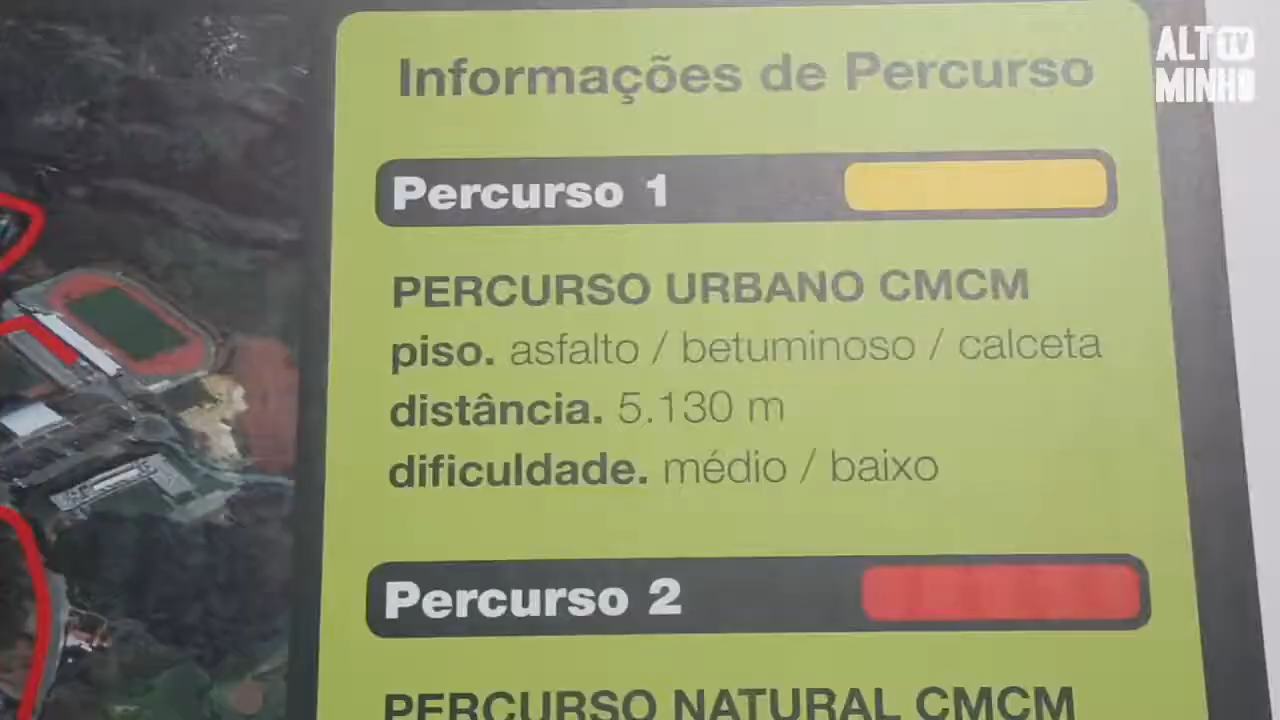 Informações de Percurso
ALTO TV
MINHO
Percurso 1
PERCURSO URBANO CMCM
piso. asfalto / betuminoso / calceta
distância. 5.130 m
dificuldade. médio / baixo
Percurso 2
PERCURSO NATURAL CMCM